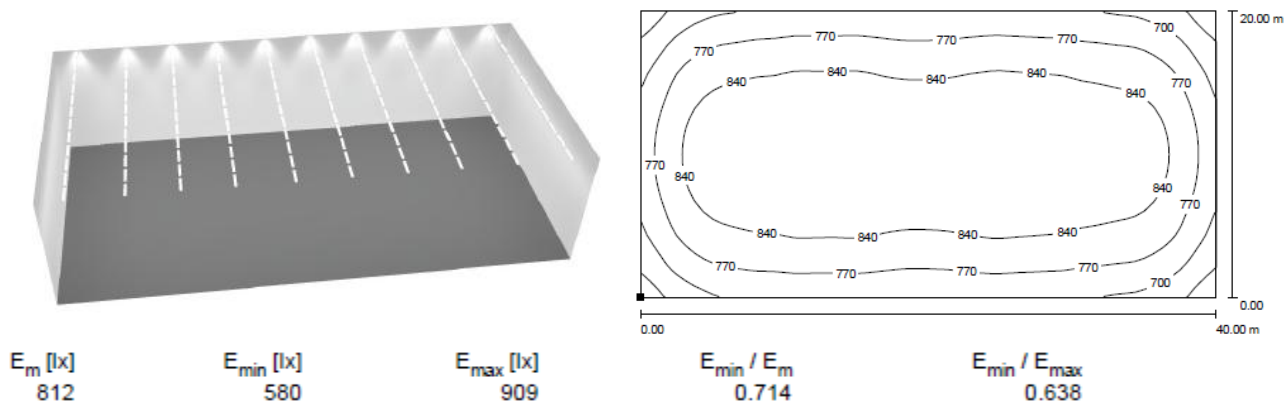 20.00 m
770 770 770 700
840 840 840 840 770
770 840 840 770
840 840 840 840
770 770 770 770 700
0.00
0.00 40.00 m
E_m [lx] E_min [lx] E_max [lx] E_min / E_m E_min / E_max
812 580 909 0.714 0.638